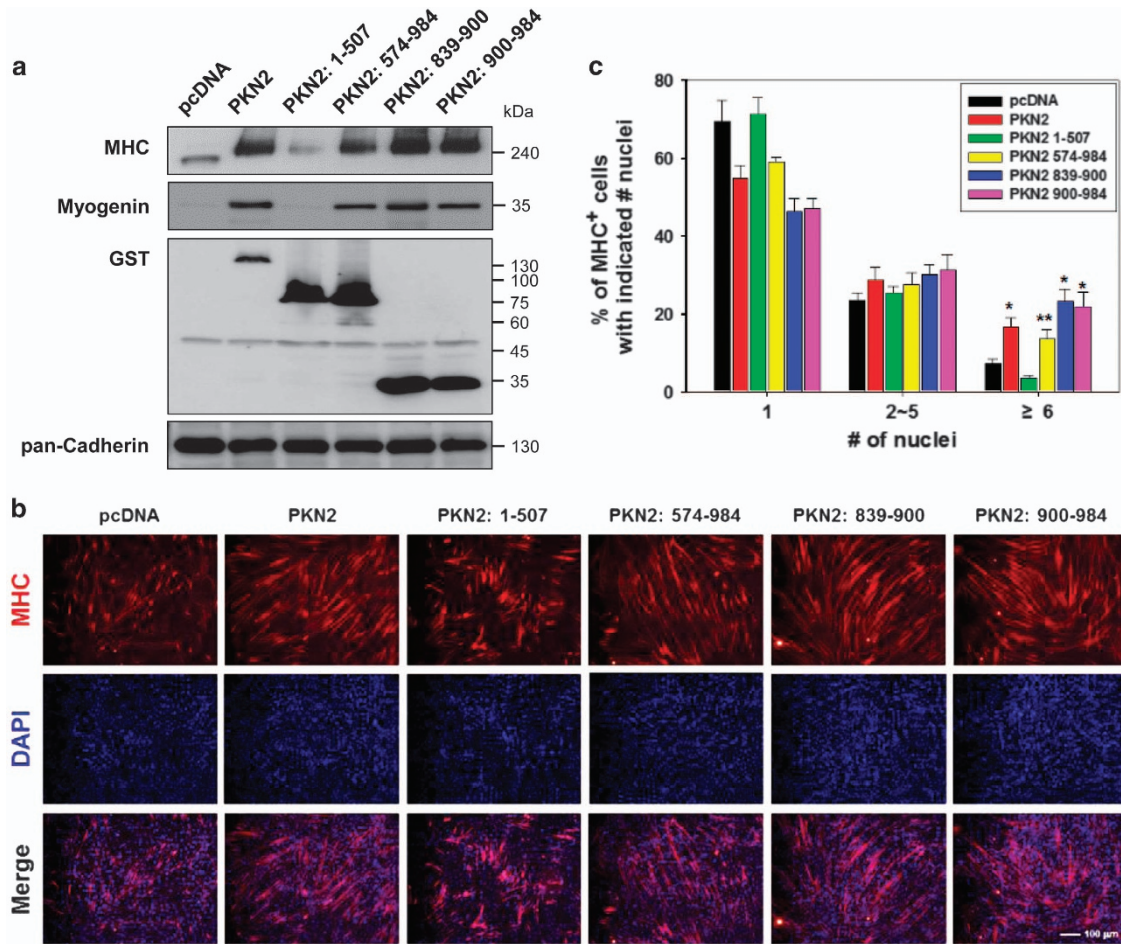 a
pcDNA
PKN2
PKN2: 1-507
PKN2: 574-984
PKN2: 839-900
PKN2: 900-984
kDa
MHC
240
Myogenin
35
GST
130
100
75
60
45
35
pan-Cadherin
130
c
% of MHC+ cells
with indicated # nuclei
80
60
40
20
0
pcDNA
PKN2
PKN2 1-507
PKN2 574-984
PKN2 839-900
PKN2 900-984
* ** * *
1 2~5 ≥ 6
# of nuclei
b
pcDNA PKN2 PKN2: 1-507 PKN2: 574-984 PKN2: 839-900 PKN2: 900-984
MHC
DAPI
Merge
100 µm